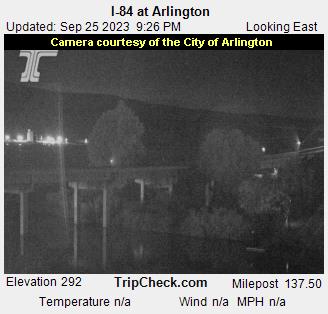 I-84 at Arlington
Updated: Sep 25 2023 9:26 PM Looking East
Camera courtesy of the City of Arlington
Elevation 292 TripCheck.com Milepost 137.50
Temperature n/a Wind n/a MPH n/a